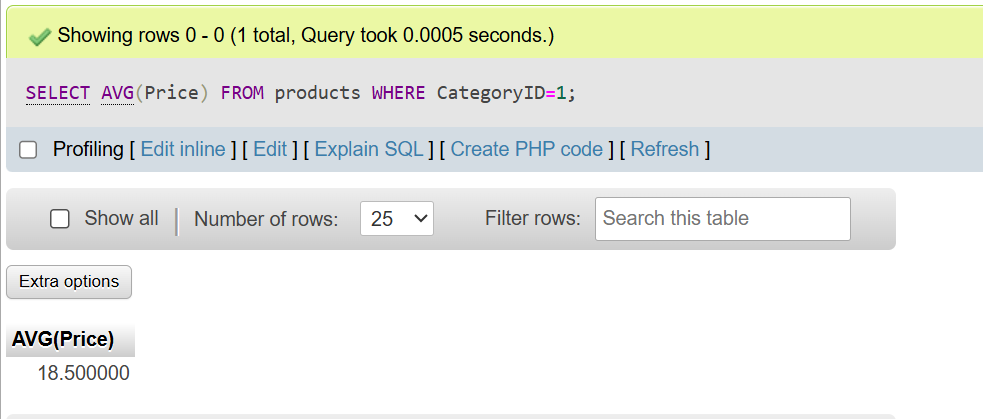 Showing rows 0 - 0 (1 total, Query took 0.0005 seconds.)
SELECT AVG(Price) FROM products WHERE CategoryID=1;
Profiling [ Edit inline ] [ Edit ] [ Explain SQL ] [ Create PHP code ] [ Refresh ]
Show all | Number of rows: 25 Filter rows: Search this table
Extra options
AVG(Price)
18.500000